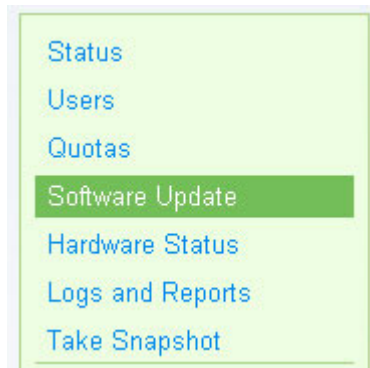 Status
Users
Quotas
Software Update
Hardware Status
Logs and Reports
Take Snapshot